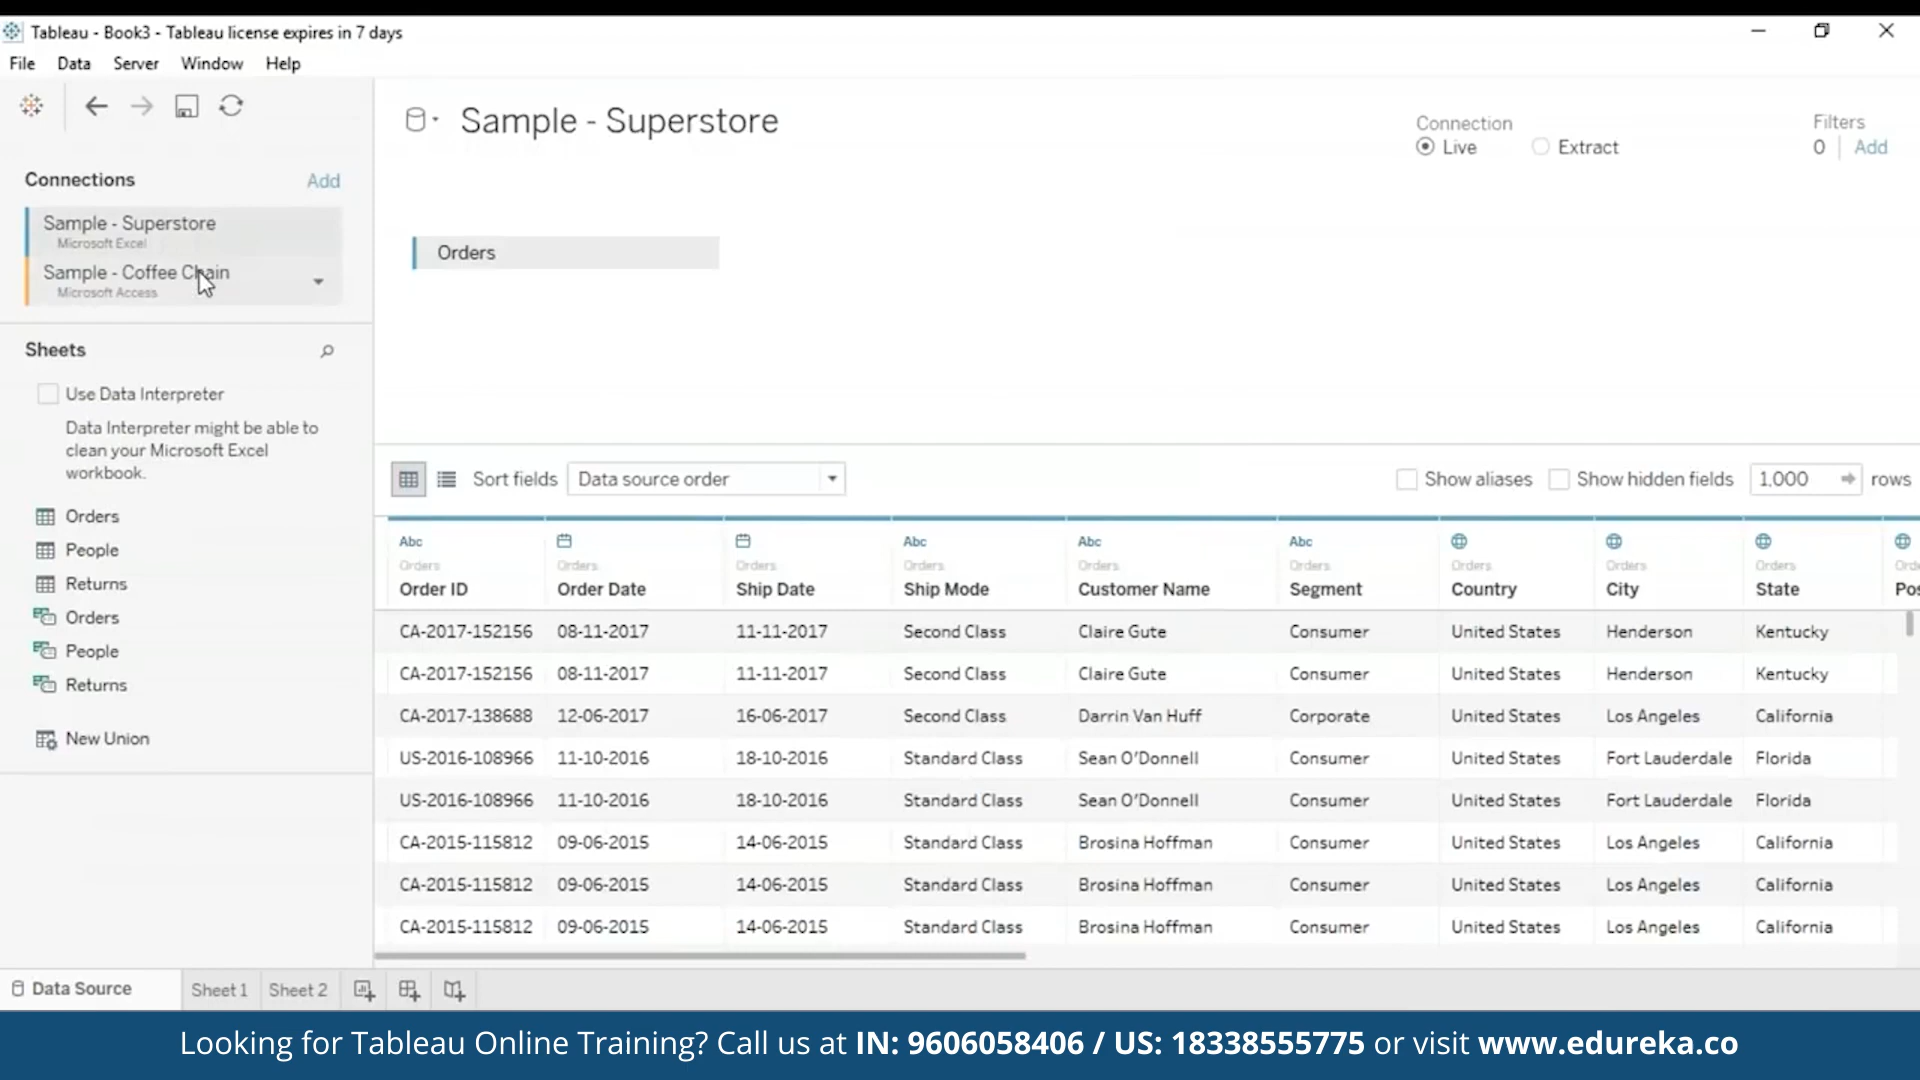 Tableau - Book3 - Tableau license expires in 7 days
File Data Server Window Help
Sample - Superstore
Connection
Live Extract
Filters
0 Add
Connections Add
Sample - Superstore
Microsoft Excel
Sample - Coffee Chain
Microsoft Access
Orders
Sheets
Use Data Interpreter
Data Interpreter might be able to
clean your Microsoft Excel
workbook.
Orders
People
Returns
Orders
People
Returns
New Union
Sort fields Data source order Show aliases Show hidden fields 1,000 rows
Abc Abc Abc Abc
Orders Orders Orders Orders Orders Orders Orders Orders Orders Orde
Order ID Order Date Ship Date Ship Mode Customer Name Segment Country City State Pos
CA-2017-152156 08-11-2017 11-11-2017 Second Class Claire Gute Consumer United States Henderson Kentucky
CA-2017-152156 08-11-2017 11-11-2017 Second Class Claire Gute Consumer United States Henderson Kentucky
CA-2017-138688 12-06-2017 16-06-2017 Second Class Darrin Van Huff Corporate United States Los Angeles California
US-2016-108966 11-10-2016 18-10-2016 Standard Class Sean O'Donnell Consumer United States Fort Lauderdale Florida
US-2016-108966 11-10-2016 18-10-2016 Standard Class Sean O'Donnell Consumer United States Fort Lauderdale Florida
CA-2015-115812 09-06-2015 14-06-2015 Standard Class Brosina Hoffman Consumer United States Los Angeles California
CA-2015-115812 09-06-2015 14-06-2015 Standard Class Brosina Hoffman Consumer United States Los Angeles California
CA-2015-115812 09-06-2015 14-06-2015 Standard Class Brosina Hoffman Consumer United States Los Angeles California
Data Source Sheet 1 Sheet 2
Looking for Tableau Online Training? Call us at IN: 9606058406 / US: 18338555775 or visit www.edureka.co